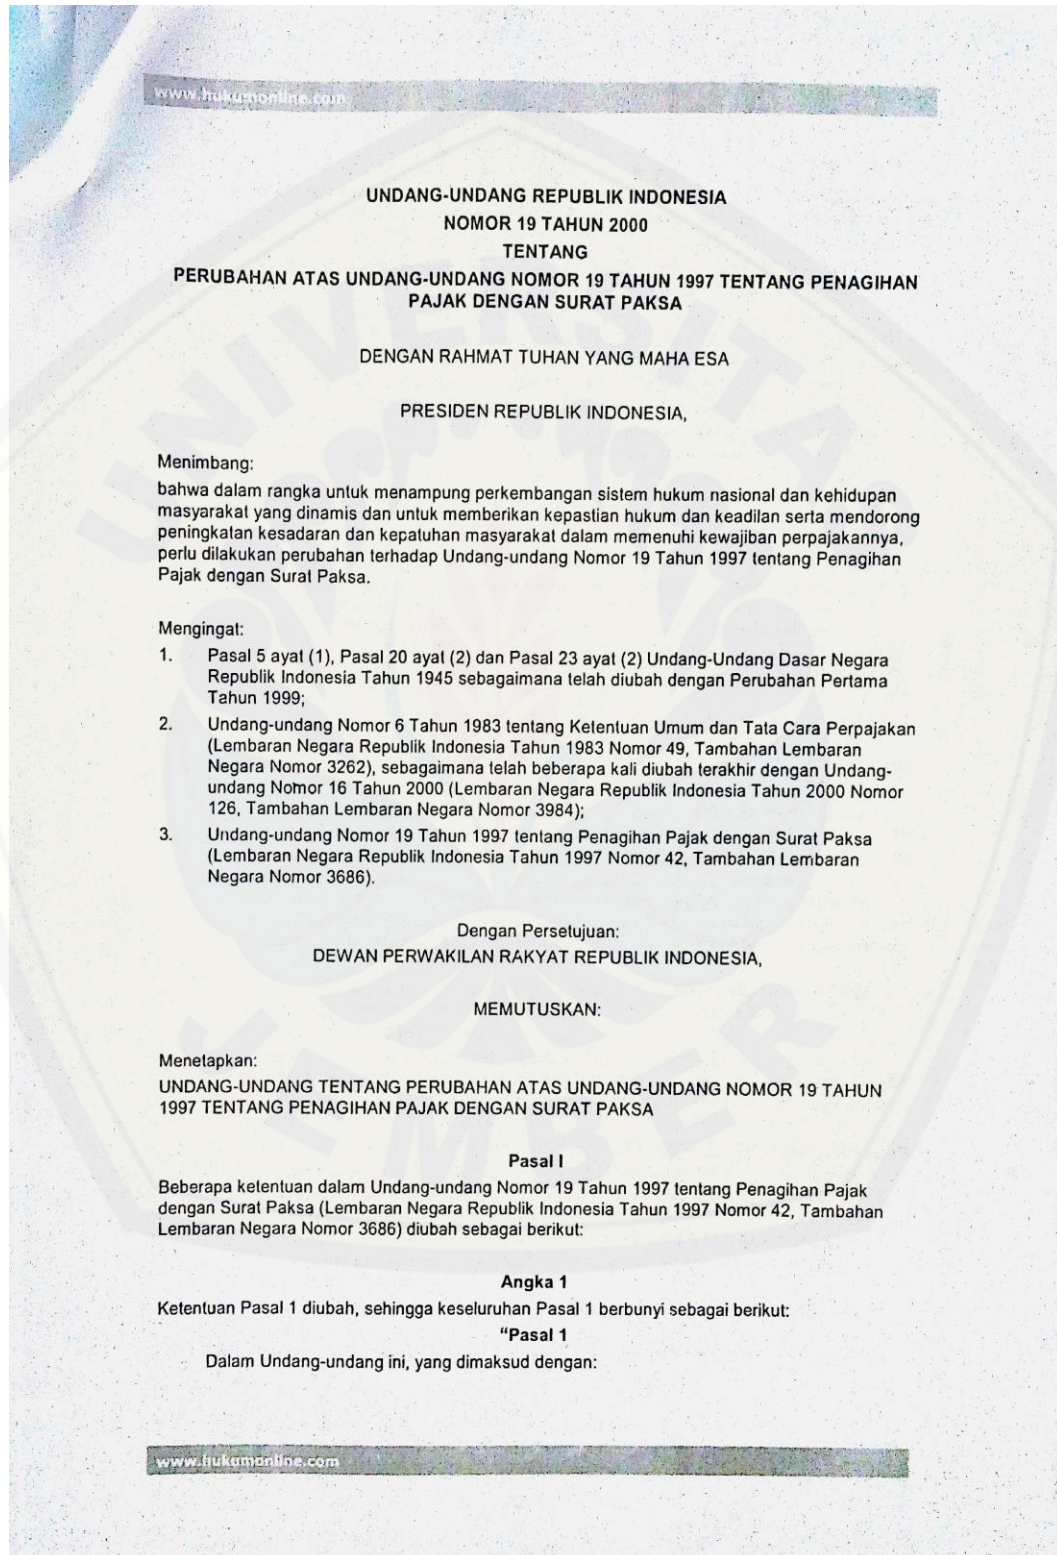 www.hukumonline.com
UNDANG-UNDANG REPUBLIK INDONESIA
NOMOR 19 TAHUN 2000
TENTANG
PERUBAHAN ATAS UNDANG-UNDANG NOMOR 19 TAHUN 1997 TENTANG PENAGIHAN
PAJAK DENGAN SURAT PAKSA
DENGAN RAHMAT TUHAN YANG MAHA ESA
PRESIDEN REPUBLIK INDONESIA,
Menimbang:
bahwa dalam rangka untuk menampung perkembangan sistem hukum nasional dan kehidupan
masyarakat yang dinamis dan untuk memberikan kepastian hukum dan keadilan serta mendorong
peningkatan kesadaran dan kepatuhan masyarakat dalam memenuhi kewajiban perpajakannya,
perlu dilakukan perubahan terhadap Undang-undang Nomor 19 Tahun 1997 tentang Penagihan
Pajak dengan Surat Paksa.
Mengingat:
1. Pasal 5 ayat (1), Pasal 20 ayat (2) dan Pasal 23 ayat (2) Undang-Undang Dasar Negara
Republik Indonesia Tahun 1945 sebagaimana telah diubah dengan Perubahan Pertama
Tahun 1999;
2. Undang-undang Nomor 6 Tahun 1983 tentang Ketentuan Umum dan Tata Cara Perpajakan
(Lembaran Negara Republik Indonesia Tahun 1983 Nomor 49, Tambahan Lembaran
Negara Nomor 3262), sebagaimana telah beberapa kali diubah terakhir dengan Undang-
undang Nomor 16 Tahun 2000 (Lembaran Negara Republik Indonesia Tahun 2000 Nomor
126, Tambahan Lembaran Negara Nomor 3984);
3. Undang-undang Nomor 19 Tahun 1997 tentang Penagihan Pajak dengan Surat Paksa
(Lembaran Negara Republik Indonesia Tahun 1997 Nomor 42, Tambahan Lembaran
Negara Nomor 3686).
Dengan Persetujuan:
DEWAN PERWAKILAN RAKYAT REPUBLIK INDONESIA,
MEMUTUSKAN:
Menetapkan:
UNDANG-UNDANG TENTANG PERUBAHAN ATAS UNDANG-UNDANG NOMOR 19 TAHUN
1997 TENTANG PENAGIHAN PAJAK DENGAN SURAT PAKSA
Pasal I
Beberapa ketentuan dalam Undang-undang Nomor 19 Tahun 1997 tentang Penagihan Pajak
dengan Surat Paksa (Lembaran Negara Republik Indonesia Tahun 1997 Nomor 42, Tambahan
Lembaran Negara Nomor 3686) diubah sebagai berikut:
Angka 1
Ketentuan Pasal 1 diubah, sehingga keseluruhan Pasal 1 berbunyi sebagai berikut:
“Pasal 1
Dalam Undang-undang ini, yang dimaksud dengan:
www.hukumonline.com
UNIVERSITAS
JEMBER